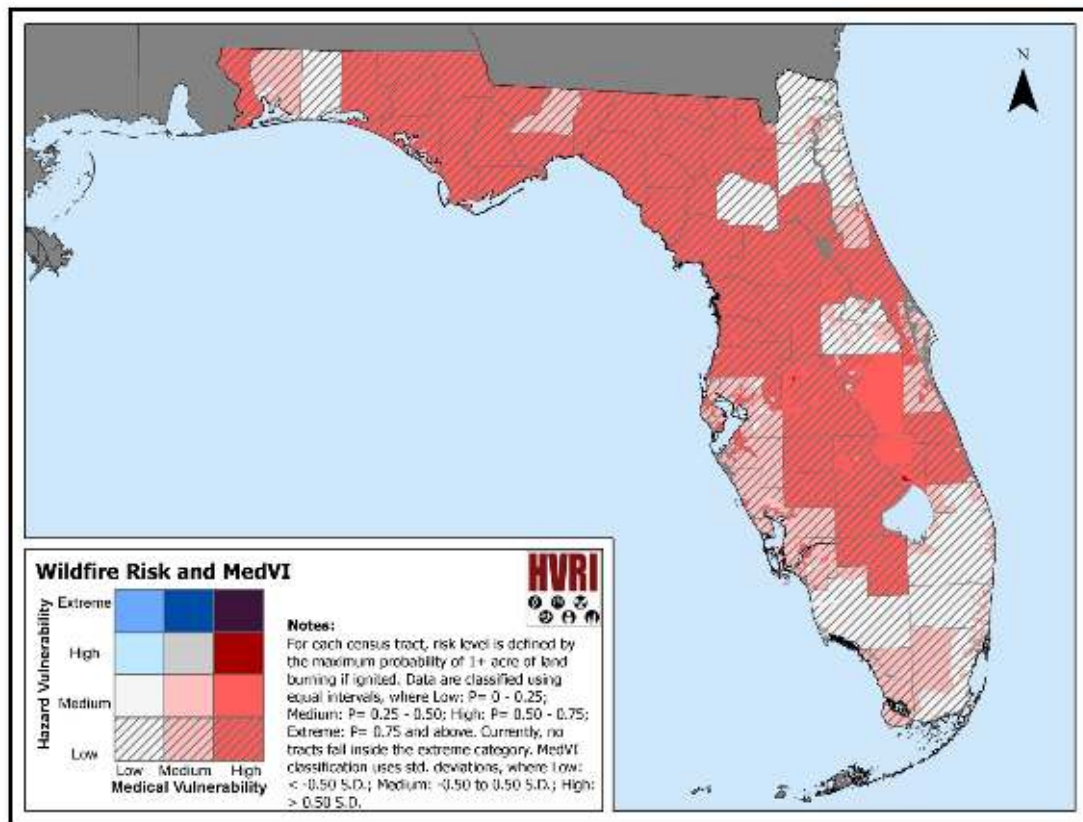 N
Wildfire Risk and MedVI
HVRI
Hazard Vulnerability
Extreme
High
Medium
Low
Low Medium High
Medical Vulnerability
Notes:
For each census tract, risk level is defined by
the maximum probability of 1+ acre of land
burning if ignited. Data are classified using
equal intervals, where Low: P= 0 - 0.25;
Medium: P= 0.25 - 0.50; High: P= 0.50 - 0.75;
Extreme: P= 0.75 and above. Currently, no
tracts fall inside the extreme category. MedVI
classification uses std. deviations, where Low:
< -0.50 S.D.; Medium: -0.50 to 0.50 S.D.; High:
> 0.50 S.D.